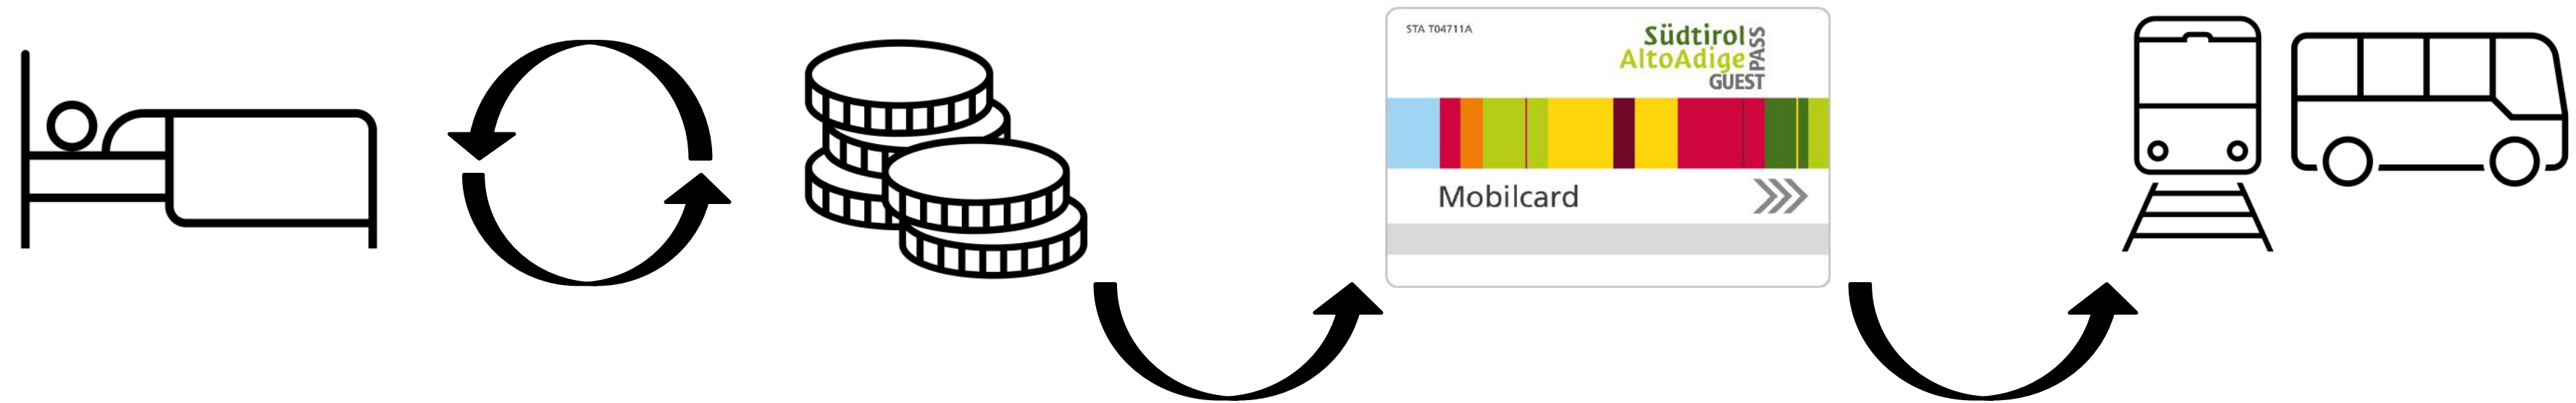 STA T04711A
Südtirol
AltoAdige
GUEST PASS
Mobilcard